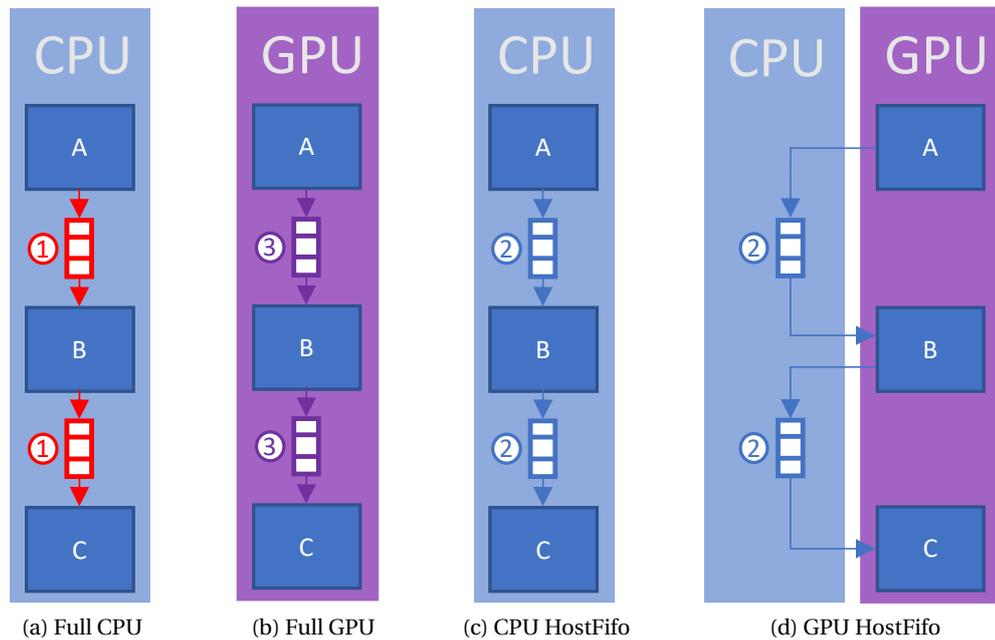 CPU
A
①
B
①
C
(a) Full CPU
GPU
A
③
B
③
C
(b) Full GPU
CPU
A
②
B
②
C
(c) CPU HostFifo
CPU
GPU
A
②
B
②
C
(d) GPU HostFifo